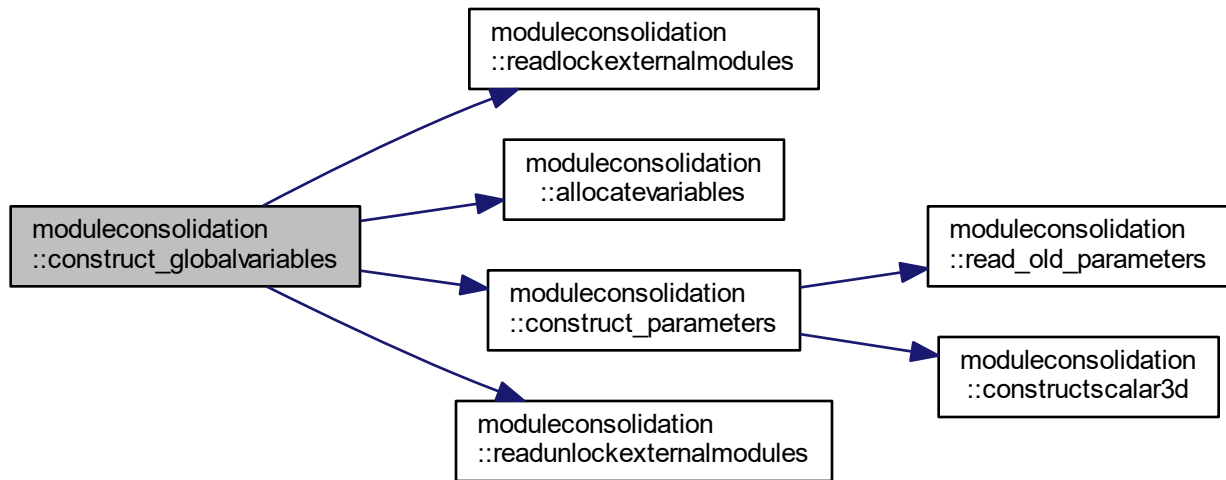 moduleconsolidation
::construct_globalvariables
moduleconsolidation
::readlockexternalmodules
moduleconsolidation
::allocatevariables
moduleconsolidation
::construct_parameters
moduleconsolidation
::readunlockexternalmodules
moduleconsolidation
::read_old_parameters
moduleconsolidation
::constructscalar3d